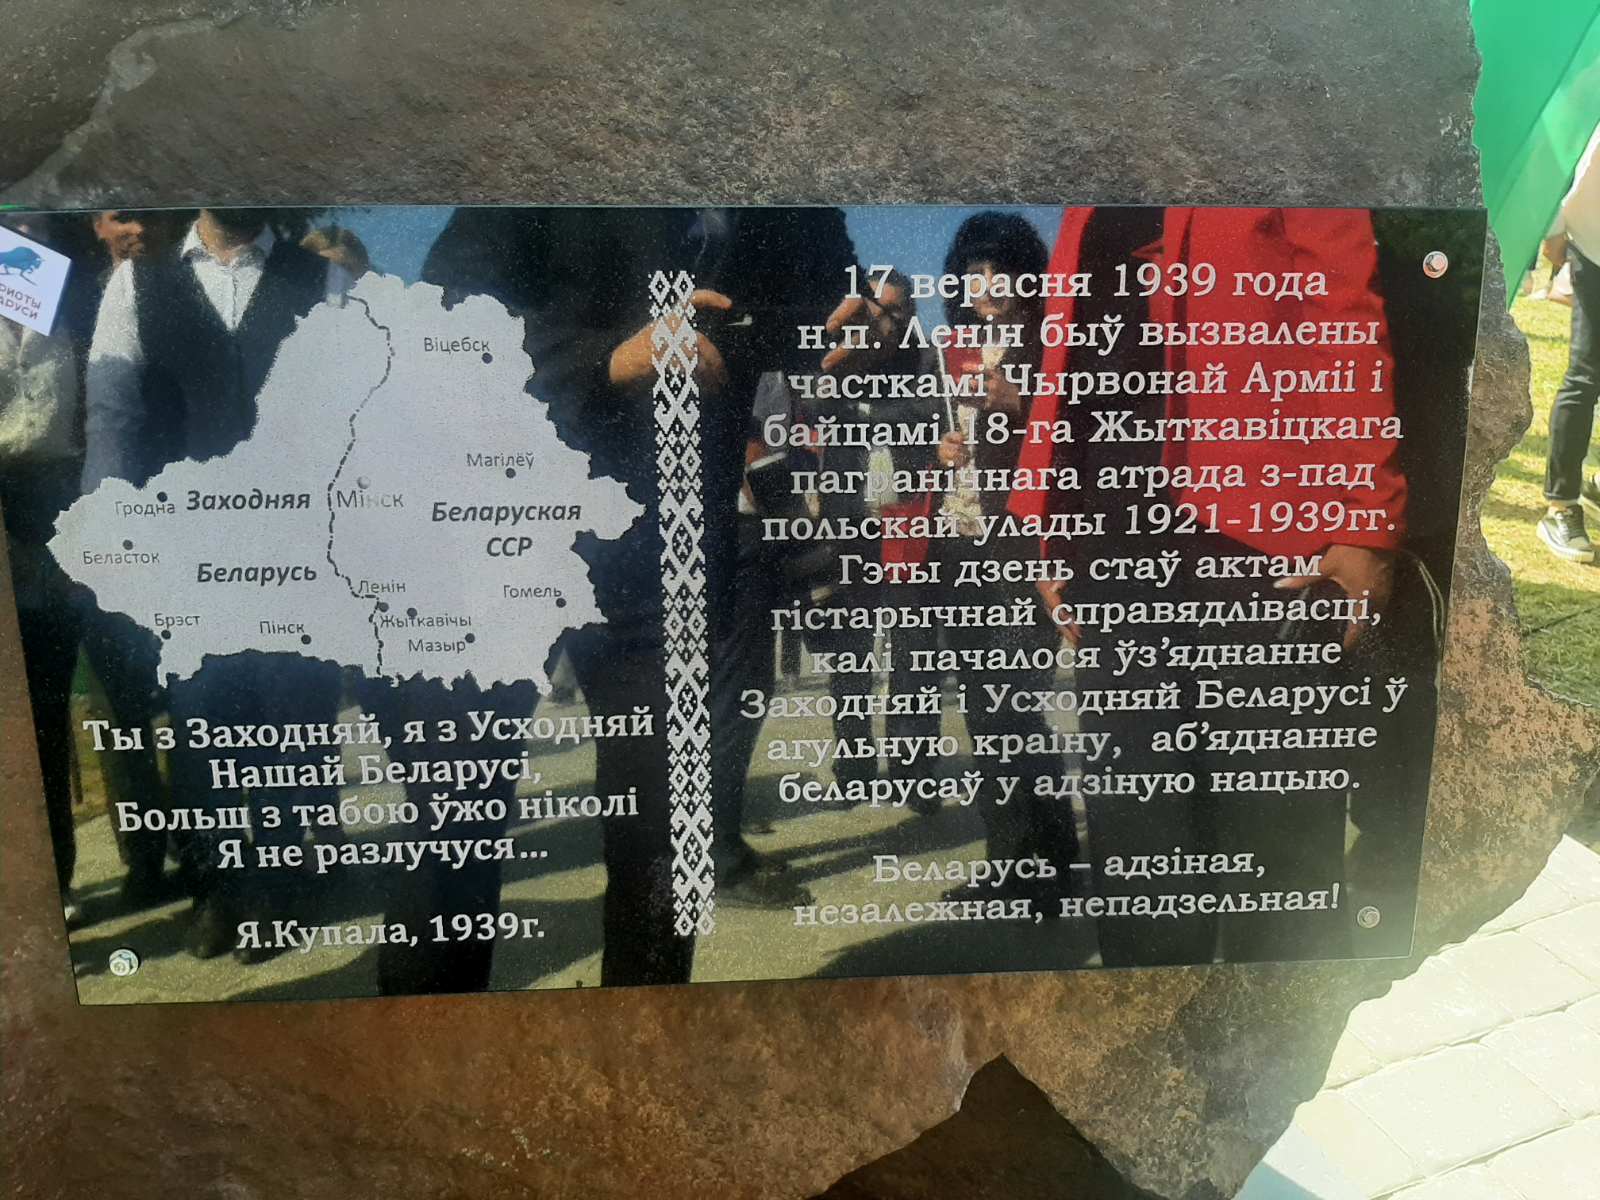 Віцебск
Магілёў
Гродна
Заходняя
Мінск
Беларуская
ССР
Беласток
Беларусь
Ленін
Гомель
Брэст
Пінск
Жыткавічы
Мазыр
Ты з Заходняй, я з Усходняй
Нашай Беларусі,
Больш з табою ўжо ніколі
Я не разлучуся...
Я.Купала, 1939г.
17 верасня 1939 года
н.п. Ленін быў вызвалены
часткамі Чырвонай Арміі і
байцамі 18-га Жыткавіцкага
пагранічнага атрада з-пад
польскай улады 1921-1939гг.
Гэты дзень стаў актам
гістарычнай справядлівасці,
калі пачалося ўз’яднанне
Заходняй і Усходняй Беларусі ў
агульную краіну, аб’яднанне
беларусаў у адзіную нацыю.
Беларусь – адзіная,
незалежная, непадзельная!